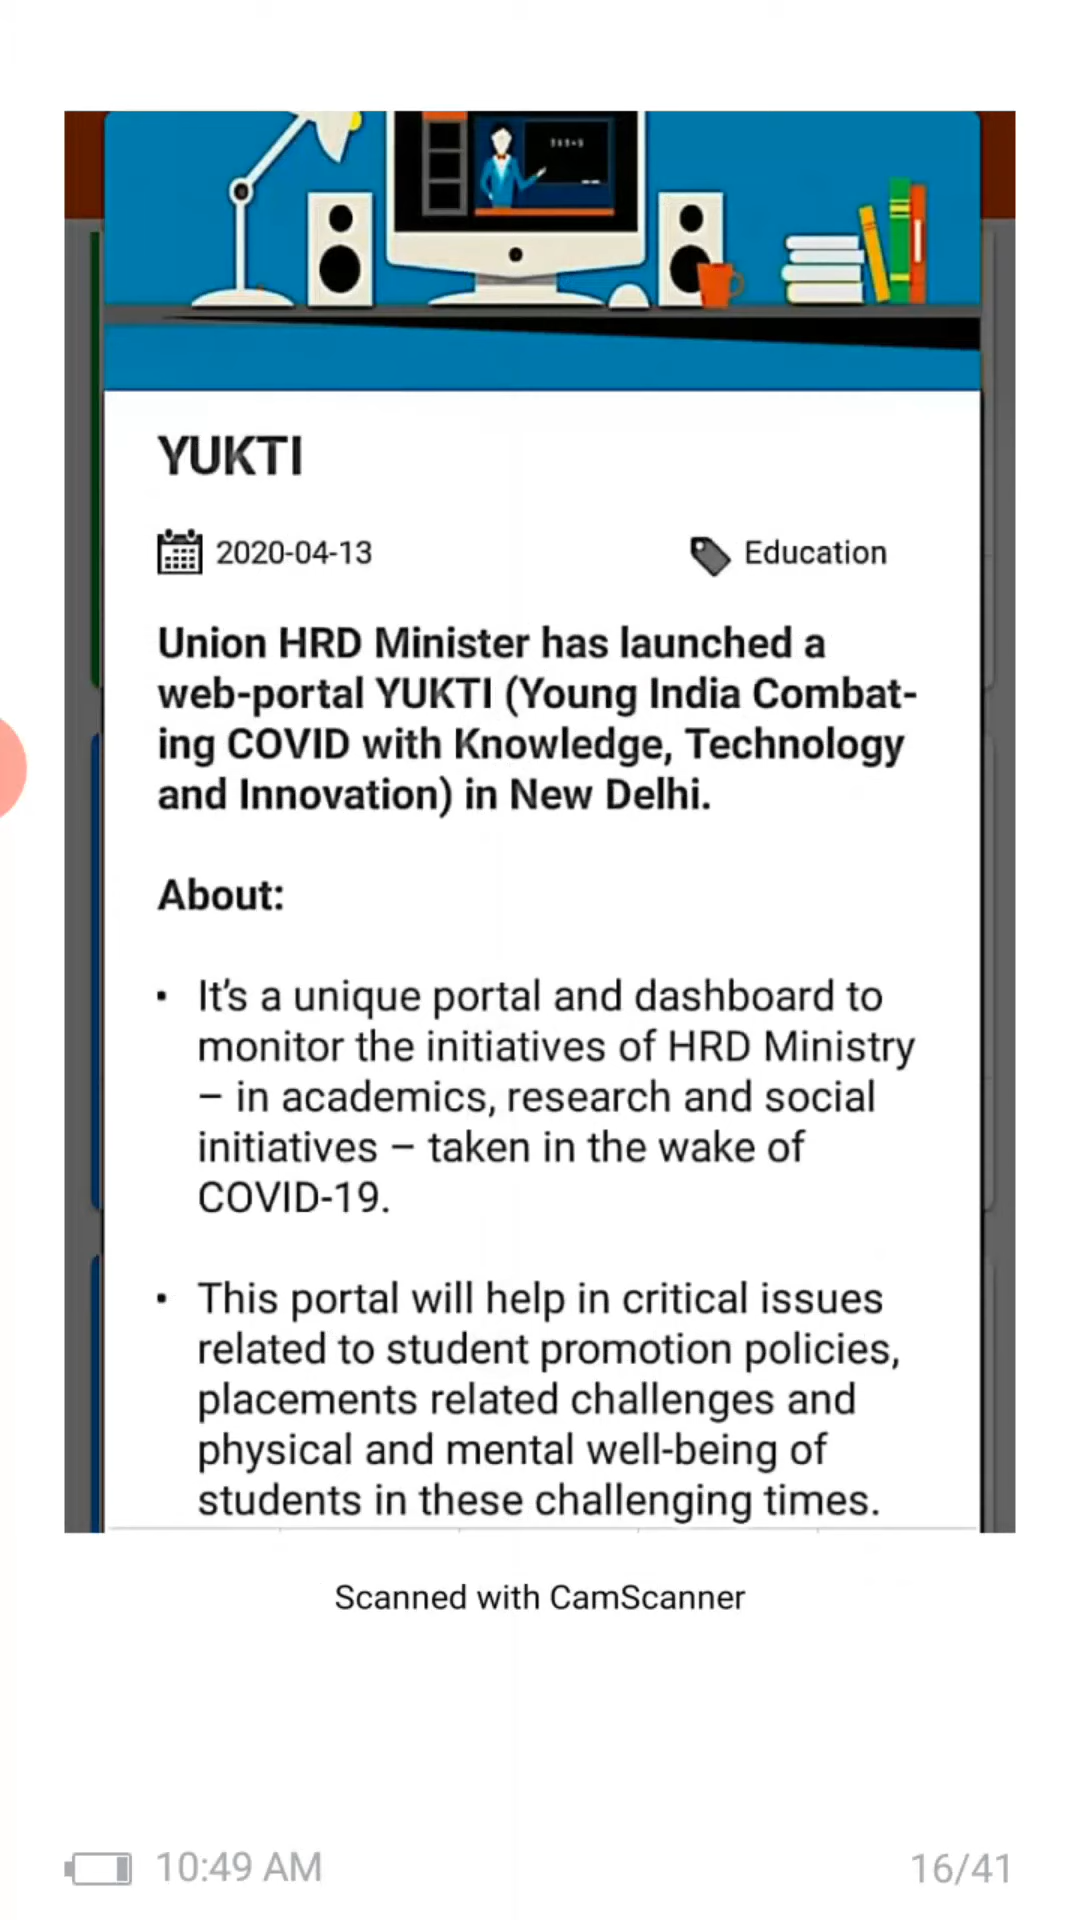 YUKTI
2020-04-13
Education
Union HRD Minister has launched a
web-portal YUKTI (Young India Combat-
ing COVID with Knowledge, Technology
and Innovation) in New Delhi.
About:
• It's a unique portal and dashboard to
monitor the initiatives of HRD Ministry
– in academics, research and social
initiatives – taken in the wake of
COVID-19.
• This portal will help in critical issues
related to student promotion policies,
placements related challenges and
physical and mental well-being of
students in these challenging times.
Scanned with CamScanner
10:49 AM
16/41